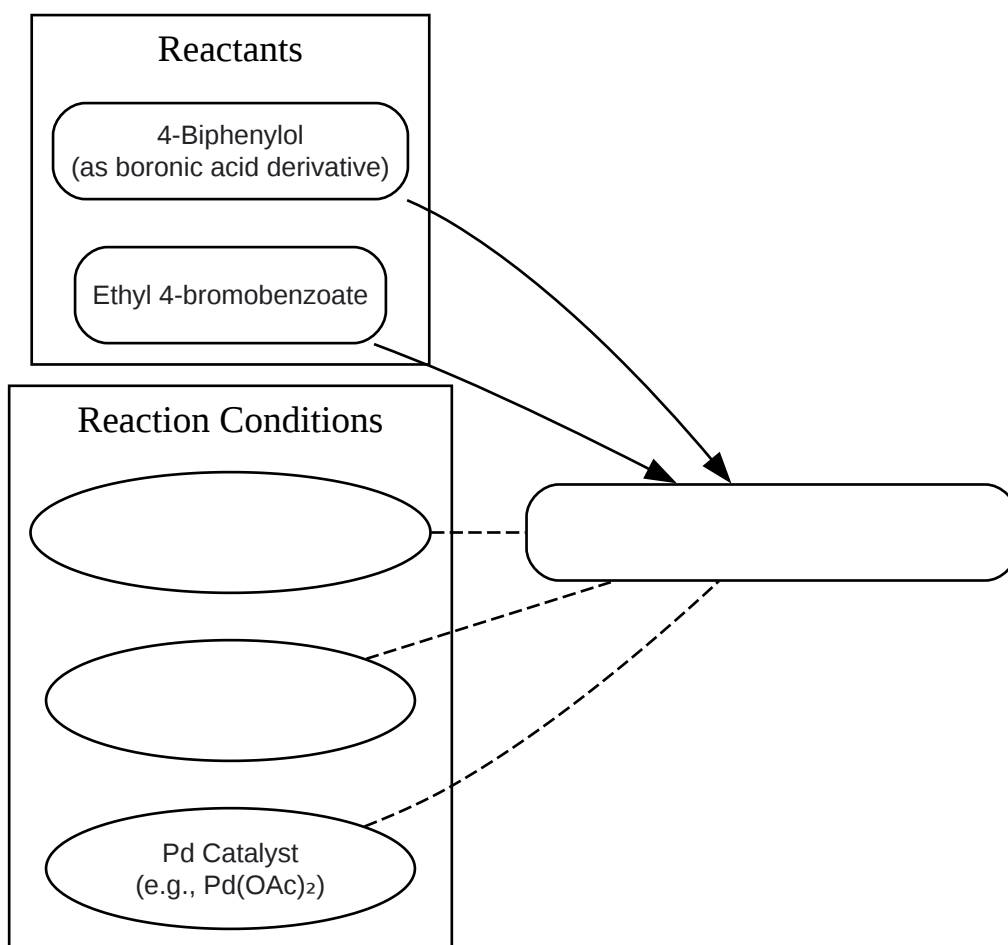 Reactants
4-Biphenylol
(as boronic acid derivative)
Ethyl 4-bromobenzoate
Reaction Conditions
Pd Catalyst
(e.g., Pd(OAc)₂)